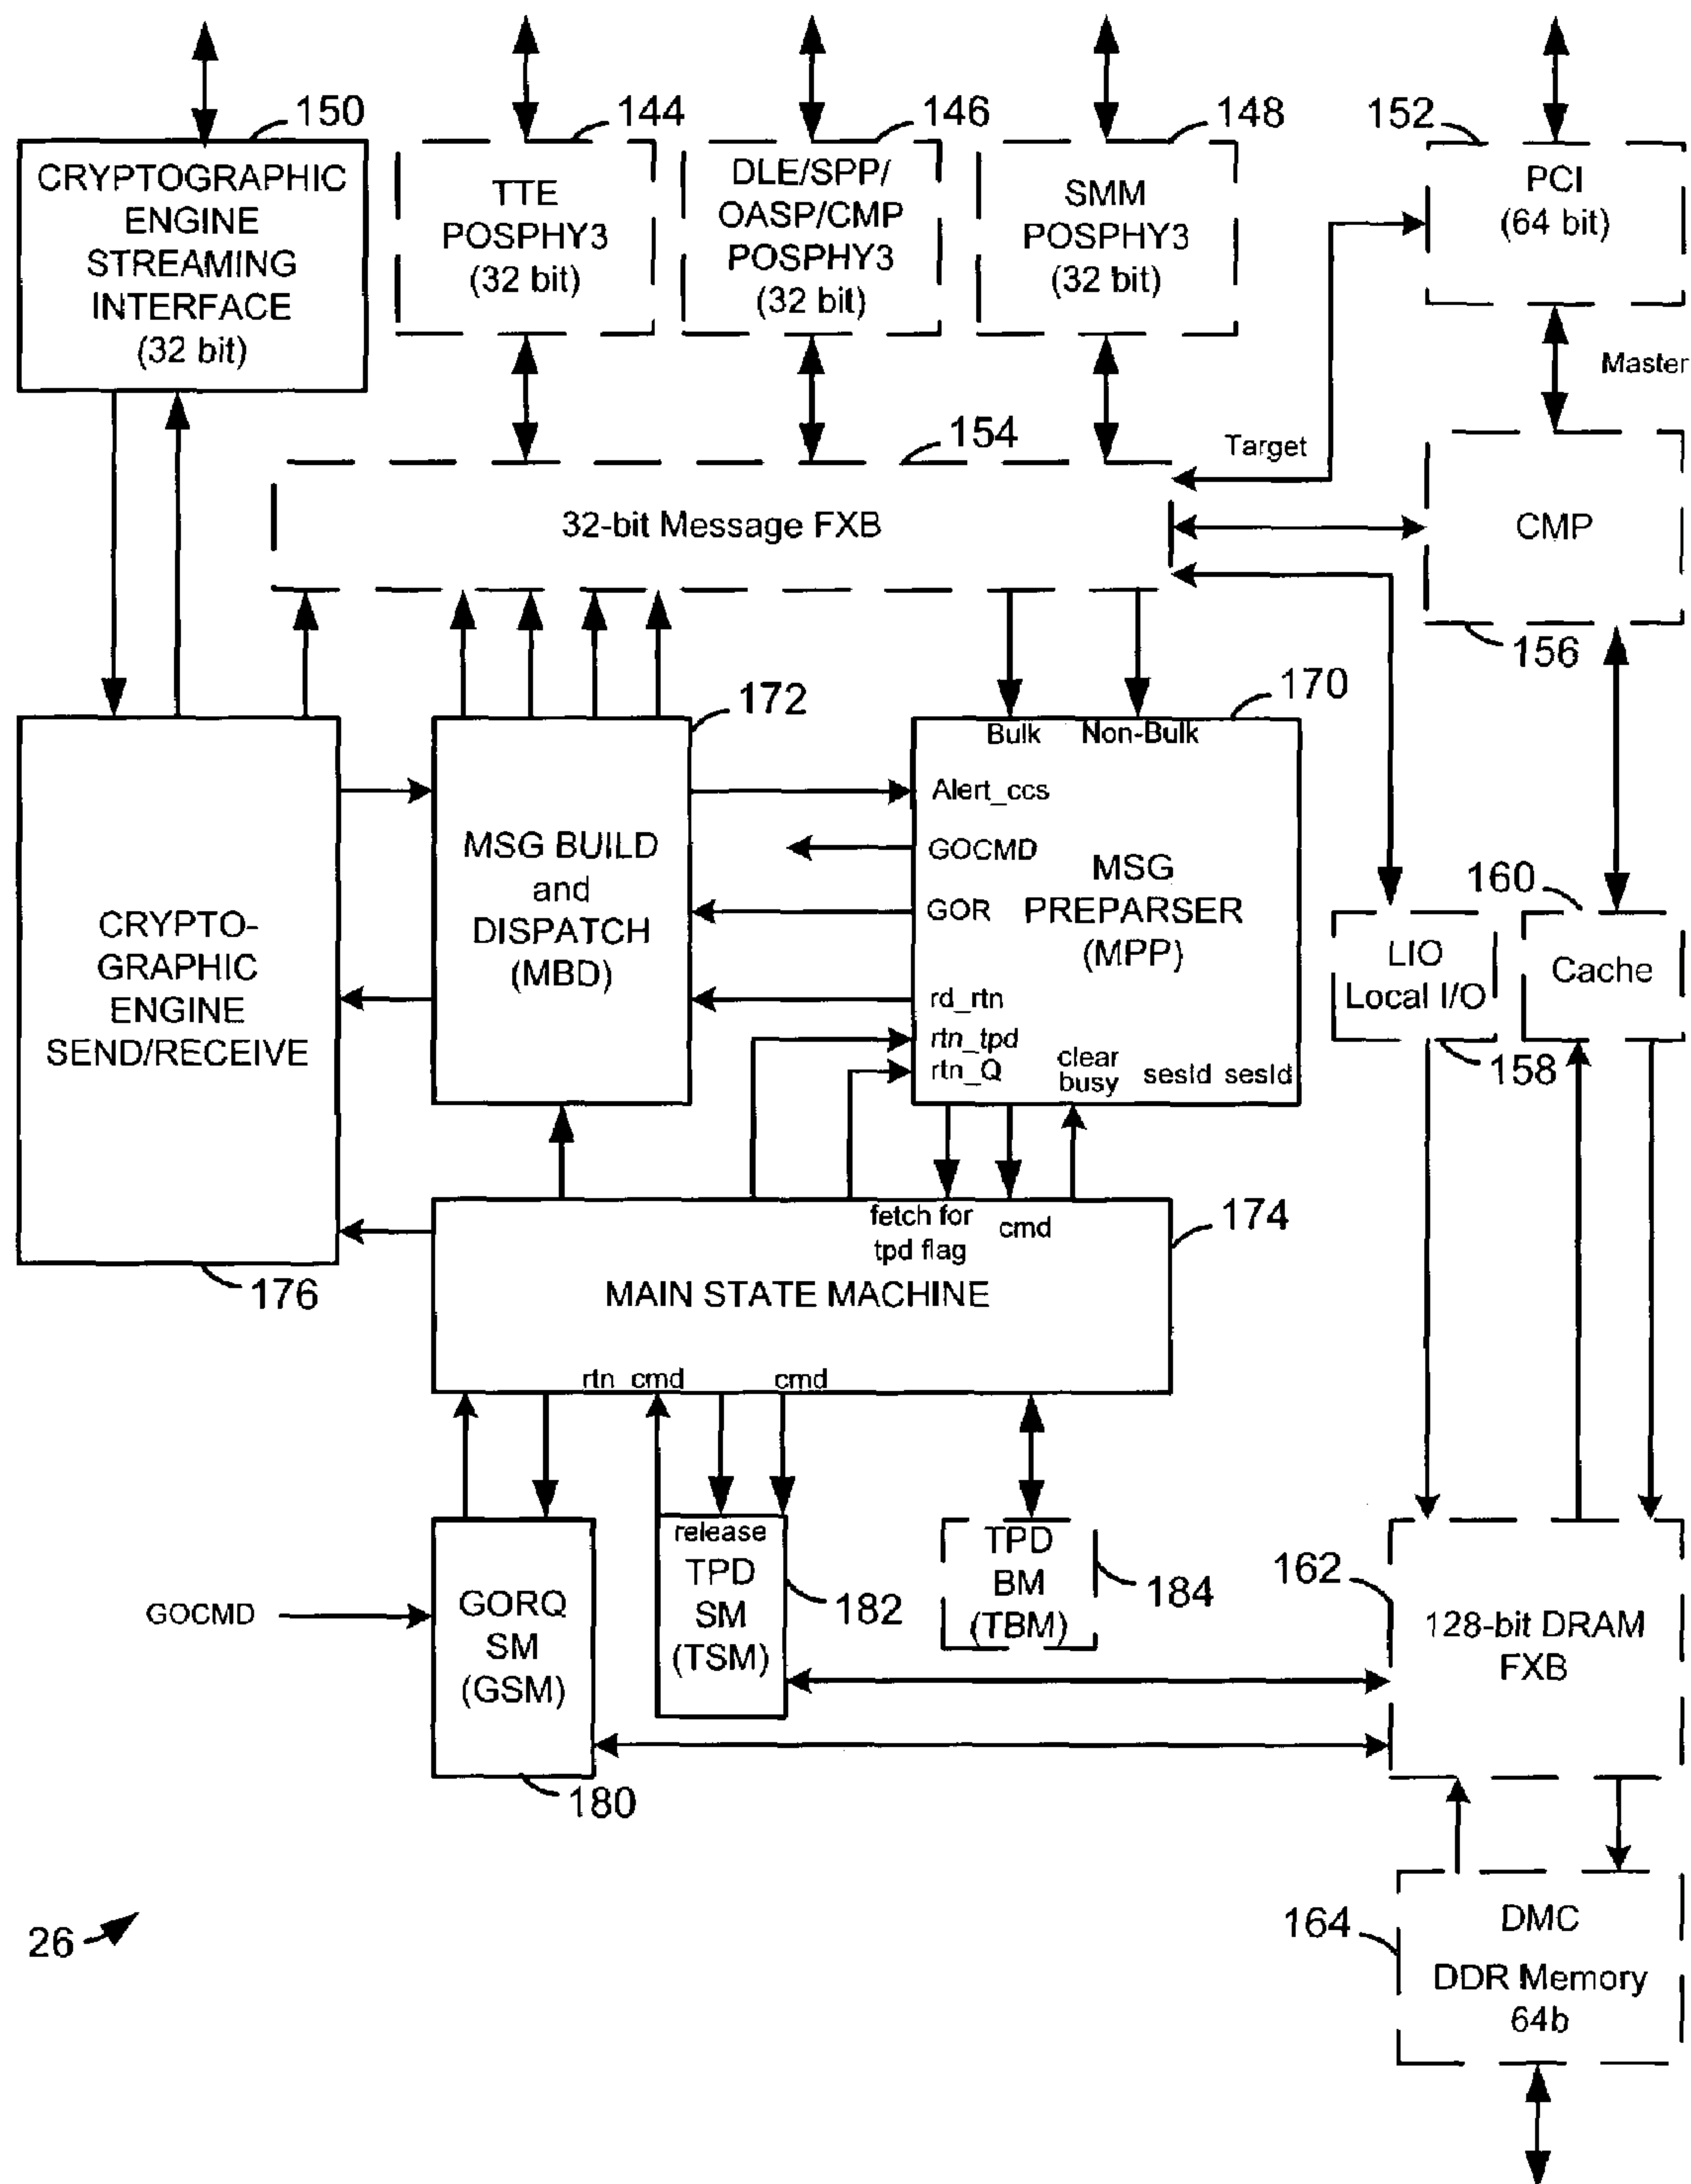 150
144
146
148
152
CRYPTOGRAPHIC
ENGINE
STREAMING
INTERFACE
(32 bit)
TTE
POSPHY3
(32 bit)
DLE/SPP/
OASP/CMP
POSPHY3
(32 bit)
SMM
POSPHY3
(32 bit)
PCI
(64 bit)
Master
154
Target
32-bit Message FXB
CMP
156
172
170
Bulk Non-Bulk
Alert_ccs
GOCMD
GOR
rd_rtn
rtn_tpd
rtn_Q
MSG
PREPARSER
(MPP)
clear
busy
sesId sesId
MSG BUILD
and
DISPATCH
(MBD)
CRYPTO-
GRAPHIC
ENGINE
SEND/RECEIVE
176
160
LIO
Local I/O
158
Cache
fetch for
tpd flag
cmd
174
MAIN STATE MACHINE
rtn cmd
cmd
GOCMD
GORQ
SM
(GSM)
180
release
TPD
SM
(TSM)
182
TPD
BM
(TBM)
184
162
128-bit DRAM
FXB
26
164
DMC
DDR Memory
64b